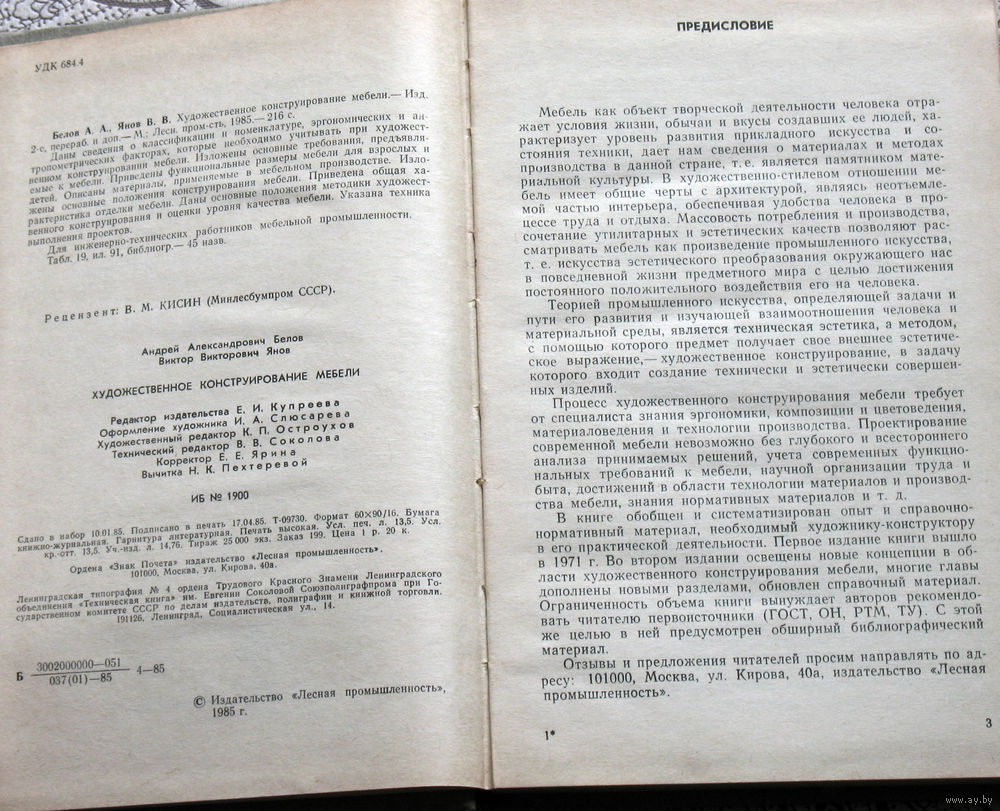 УДК 684.4
Белов А. А., Янов В. В. Художественное конструирование мебели.— Изд.
2-е, перераб. и доп.— М.: Лесн. пром-сть, 1985.— 216 с.
Даны сведения о классификации и номенклатуре, эргономических и ан-
тропометрических факторах, которые необходимо учитывать при художест-
венном конструировании мебели. Изложены основные требования, предъявля-
емые к мебели. Приведены функциональные размеры мебели для взрослых и
детей. Описаны материалы, применяемые в мебельном производстве. Изло-
жены основные положения конструирования мебели. Приведена общая ха-
рактеристика отделки мебели. Даны основные положения методики художест-
венного конструирования и оценки уровня качества мебели. Указана техника
выполнения проектов.
Для инженерно-технических работников мебельной промышленности.
Табл. 19, ил. 91, библиогр.— 45 назв.
Рецензент: В. М. КИСИН (Минлесбумпром СССР).
Андрей Александрович Белов
Виктор Викторович Янов
ХУДОЖЕСТВЕННОЕ КОНСТРУИРОВАНИЕ МЕБЕЛИ
Редактор издательства Е. И. Купреева
Оформление художника И. А. Слюсарева
Художественный редактор К. П. Остроухов
Технический редактор В. В. Соколова
Корректор Е. Е. Ярина
Вычитка Н. К. Пехтеревой
ИБ № 1900
Сдано в набор 10.01.85. Подписано в печать 17.04.85. Т-09730. Формат 60×90/16. Бумага
книжно-журнальная. Гарнитура литературная. Печать высокая. Усл. печ. л. 13,5. Усл.
кр.-отт. 13,5. Уч.-изд. л. 14,76. Тираж 25 000 экз. Заказ 199. Цена 1 р. 20 к.
Ордена «Знак Почета» издательство «Лесная промышленность».
101000, Москва, ул. Кирова, 40а.
Ленинградская типография № 4 ордена Трудового Красного Знамени Ленинградского
объединения «Техническая книга» им. Евгении Соколовой Союзполиграфпрома при Го-
сударственном комитете СССР по делам издательств, полиграфии и книжной торговли.
191126, Ленинград, Социалистическая ул., 14.
Б 3002000000—051
037(01)—85 4—85
© Издательство «Лесная промышленность»,
1985 г.
ПРЕДИСЛОВИЕ
Мебель как объект творческой деятельности человека отра-
жает условия жизни, обычаи и вкусы создавших ее людей, ха-
рактеризует уровень развития прикладного искусства и со-
стояния техники, дает нам сведения о материалах и методах
производства в данной стране, т. е. является памятником мате-
риальной культуры. В художественно-стилевом отношении ме-
бель имеет общие черты с архитектурой, являясь неотъемле-
мой частью интерьера, обеспечивая удобства человека в про-
цессе труда и отдыха. Массовость потребления и производства,
сочетание утилитарных и эстетических качеств позволяют рас-
сматривать мебель как произведение промышленного искусства,
т. е. искусства эстетического преобразования окружающего нас
в повседневной жизни предметного мира с целью достижения
постоянного положительного воздействия его на человека.
Теорией промышленного искусства, определяющей задачи и
пути его развития и изучающей взаимоотношения человека и
материальной среды, является техническая эстетика, а методом,
с помощью которого предмет получает свое внешнее эстетиче-
ское выражение,— художественное конструирование, в задачу
которого входит создание технически и эстетически совершен-
ных изделий.
Процесс художественного конструирования мебели требует
от специалиста знания эргономики, композиции и цветоведения,
материаловедения и технологии производства. Проектирование
современной мебели невозможно без глубокого и всестороннего
анализа принимаемых решений, учета современных функцио-
нальных требований к мебели, научной организации труда и
быта, достижений в области технологии материалов и производ-
ства мебели, знания нормативных материалов и т. д.
В книге обобщен и систематизирован опыт и справочно-
нормативный материал, необходимый художнику-конструктору
в его практической деятельности. Первое издание книги вышло
в 1971 г. Во втором издании освещены новые концепции в об-
ласти художественного конструирования мебели, многие главы
дополнены новыми разделами, обновлен справочный материал.
Ограниченность объема книги вынуждает авторов рекомендо-
вать читателю первоисточники (ГОСТ, ОН, РТМ, ТУ). С этой
же целью в ней предусмотрен обширный библиографический
материал.
Отзывы и предложения читателей просим направлять по ад-
ресу: 101000, Москва, ул. Кирова, 40а, издательство «Лесная
промышленность».
1*
3
www.ay.by